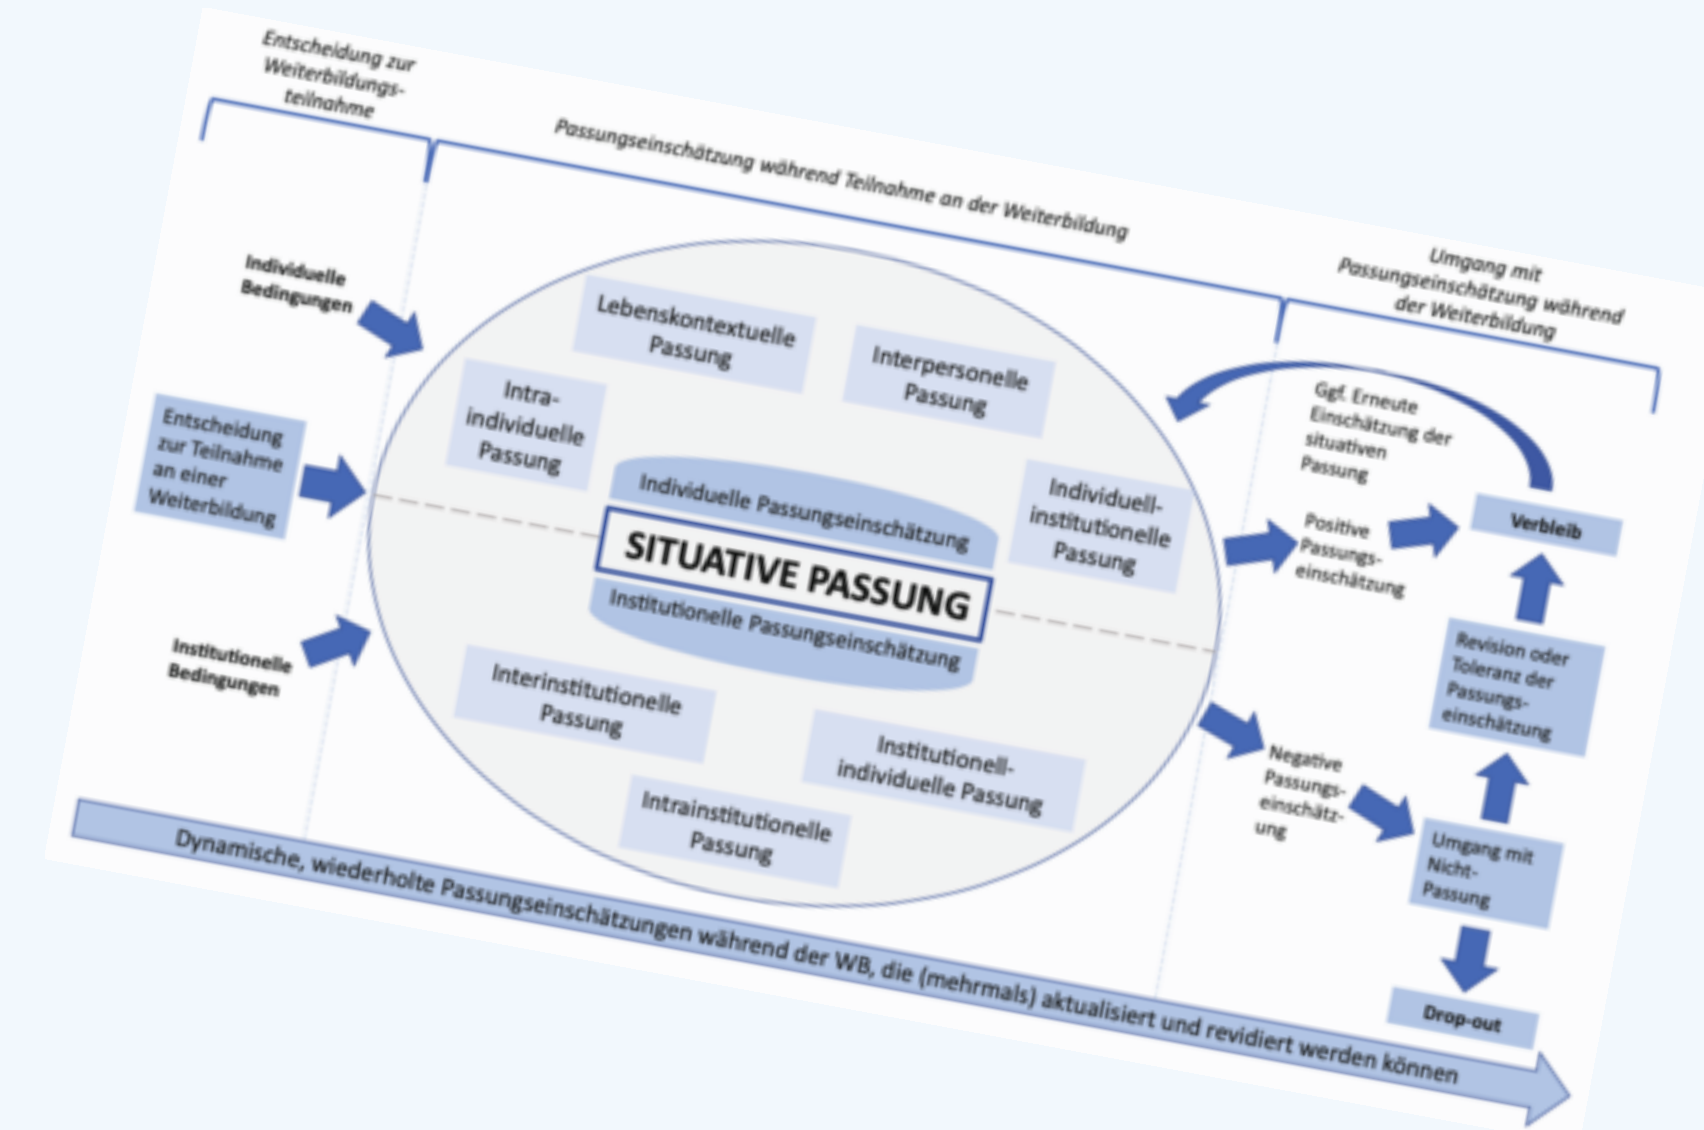 Entscheidung zur
Weiterbildungs-
teilnahme
Passungseinschätzung während Teilnahme an der Weiterbildung
Umgang mit
Passungseinschätzung während
der Weiterbildung
Individuelle
Bedingungen
Entscheidung
zur Teilnahme
an einer
Weiterbildung
Institutionelle
Bedingungen
Lebenskontextuelle
Passung
Interpersonelle
Passung
Intra-
individuelle
Passung
Individuell-
institutionelle
Passung
Individuelle Passungseinschätzung
SITUATIVE PASSUNG
Institutionelle Passungseinschätzung
Interinstitutionelle
Passung
Institutionell-
individuelle Passung
Intrainstitutionelle
Passung
Ggf. Erneute
Einschätzung der
situativen
Passung
Positive
Passungs-
einschätzung
Verbleib
Revision oder
Toleranz der
Passungs-
einschätzung
Negative
Passungs-
einschätz-
ung
Umgang mit
Nicht-
Passung
Drop-out
Dynamische, wiederholte Passungseinschätzungen während der WB, die (mehrmals) aktualisiert und revidiert werden können